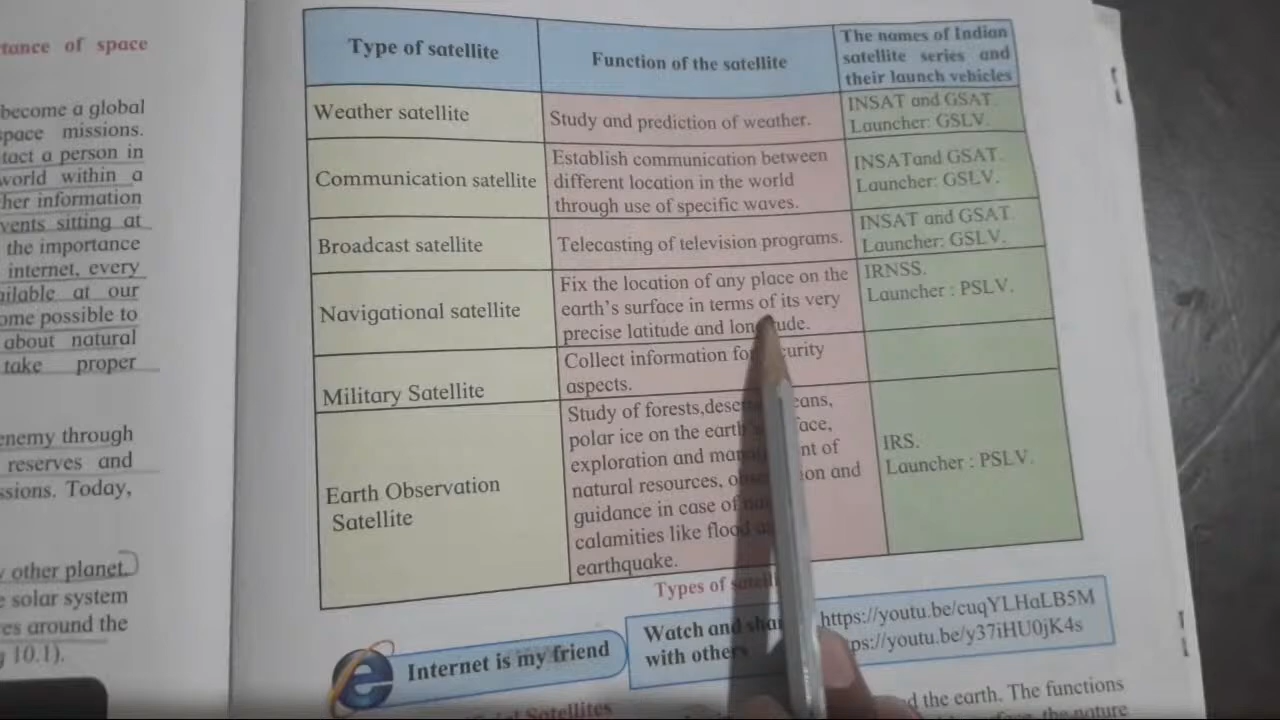 tance of space
become a global
space missions.
tact a person in
world within a
her information
vents sitting at
the importance
internet, every
ailable at our
ome possible to
about natural
take proper
enemy through
reserves and
ssions. Today,
other planet.
e solar system
es around the
10.1).
Type of satellite
Function of the satellite
The names of Indian
satellite series and
their launch vehicles
Weather satellite
Study and prediction of weather.
INSAT and GSAT.
Launcher: GSLV.
Communication satellite
Establish communication between
different location in the world
through use of specific waves.
INSATand GSAT.
Launcher: GSLV.
Broadcast satellite
Telecasting of television programs.
INSAT and GSAT.
Launcher: GSLV.
Navigational satellite
Fix the location of any place on the
earth's surface in terms of its very
precise latitude and
IRNSS.
Launcher : PSLV.
Military Satellite
Collect information
aspects.
Earth Observation
Satellite
Study of forests,
polar ice on the
exploration and
natural resources, and
guidance in case of
calamities like flood
earthquake.
IRS.
Launcher : PSLV.
Types of
Internet is my friend
Watch and
with others
https://youtu.be/cuqYLHaLB5M
ps://youtu.be/y37iHU0jK4s
Satellites
d the earth. The functions
the nature